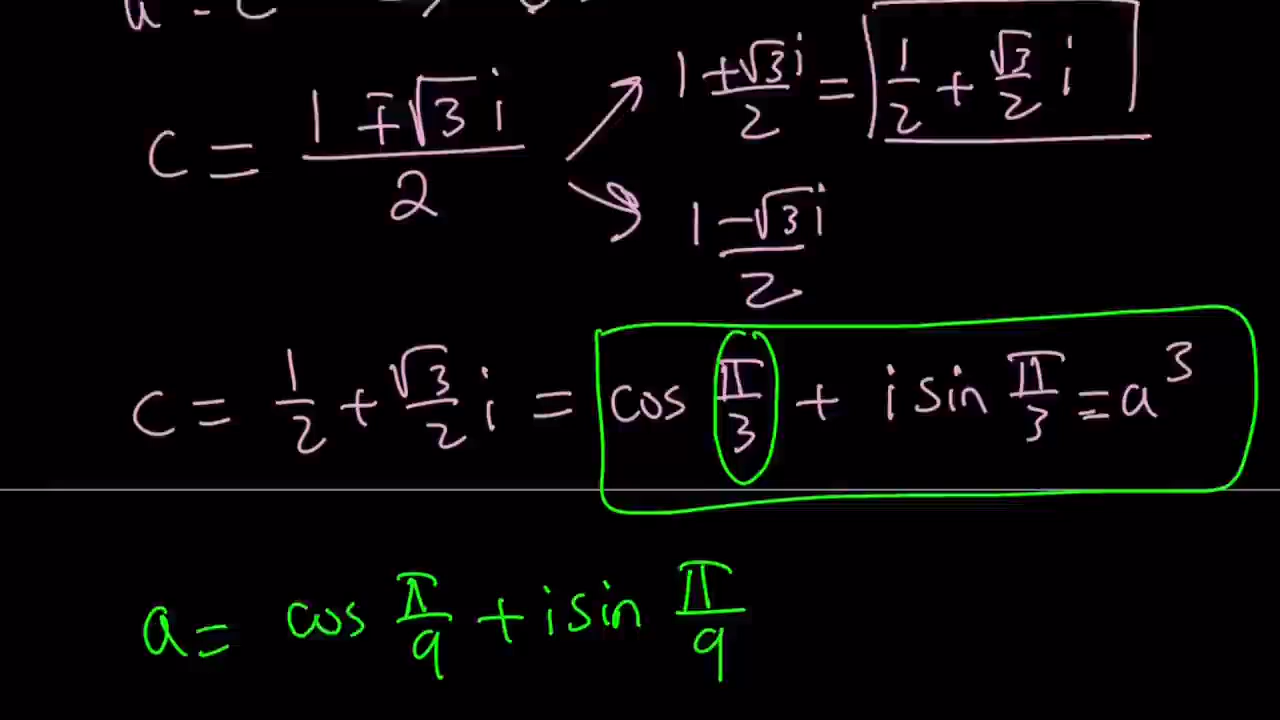 c = (1 ∓ √3 i)/2
(1 + √3 i)/2 = 1/2 + √3/2 i
(1 − √3 i)/2
c = 1/2 + √3/2 i = cos π/3 + i sin π/3 = a³
a = cos π/9 + i sin π/9